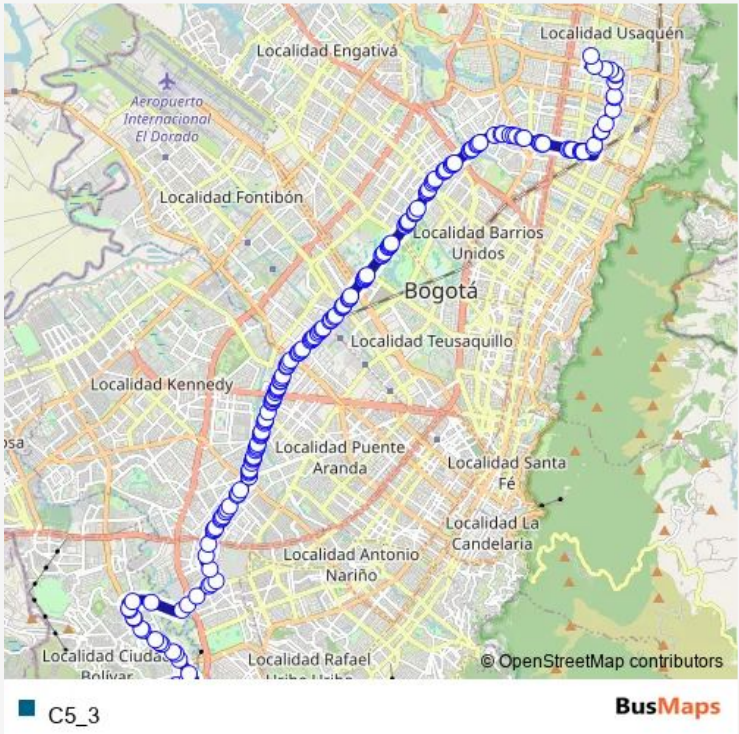 Localidad Usaquén
Localidad Engativá
Aeropuerto
Internacional
El Dorado
Localidad Fontibón
Localidad Barrios
Unidos
Bogotá
Localidad Teusaquillo
Localidad Kennedy
Localidad Puente
Aranda
Localidad Santa
Fé
Localidad La
Candelaria
Localidad Antonio
Nariño
Localidad Ciudad
Bolívar
Localidad Rafael
Uribe Uribe
© OpenStreetMap contributors
C5_3
BusMaps